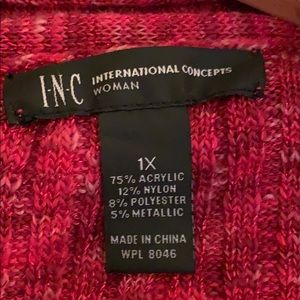 I·N·C INTERNATIONAL CONCEPTS
WOMAN
1X
75% ACRYLIC
12% NYLON
8% POLYESTER
5% METALLIC
MADE IN CHINA
WPL 8046